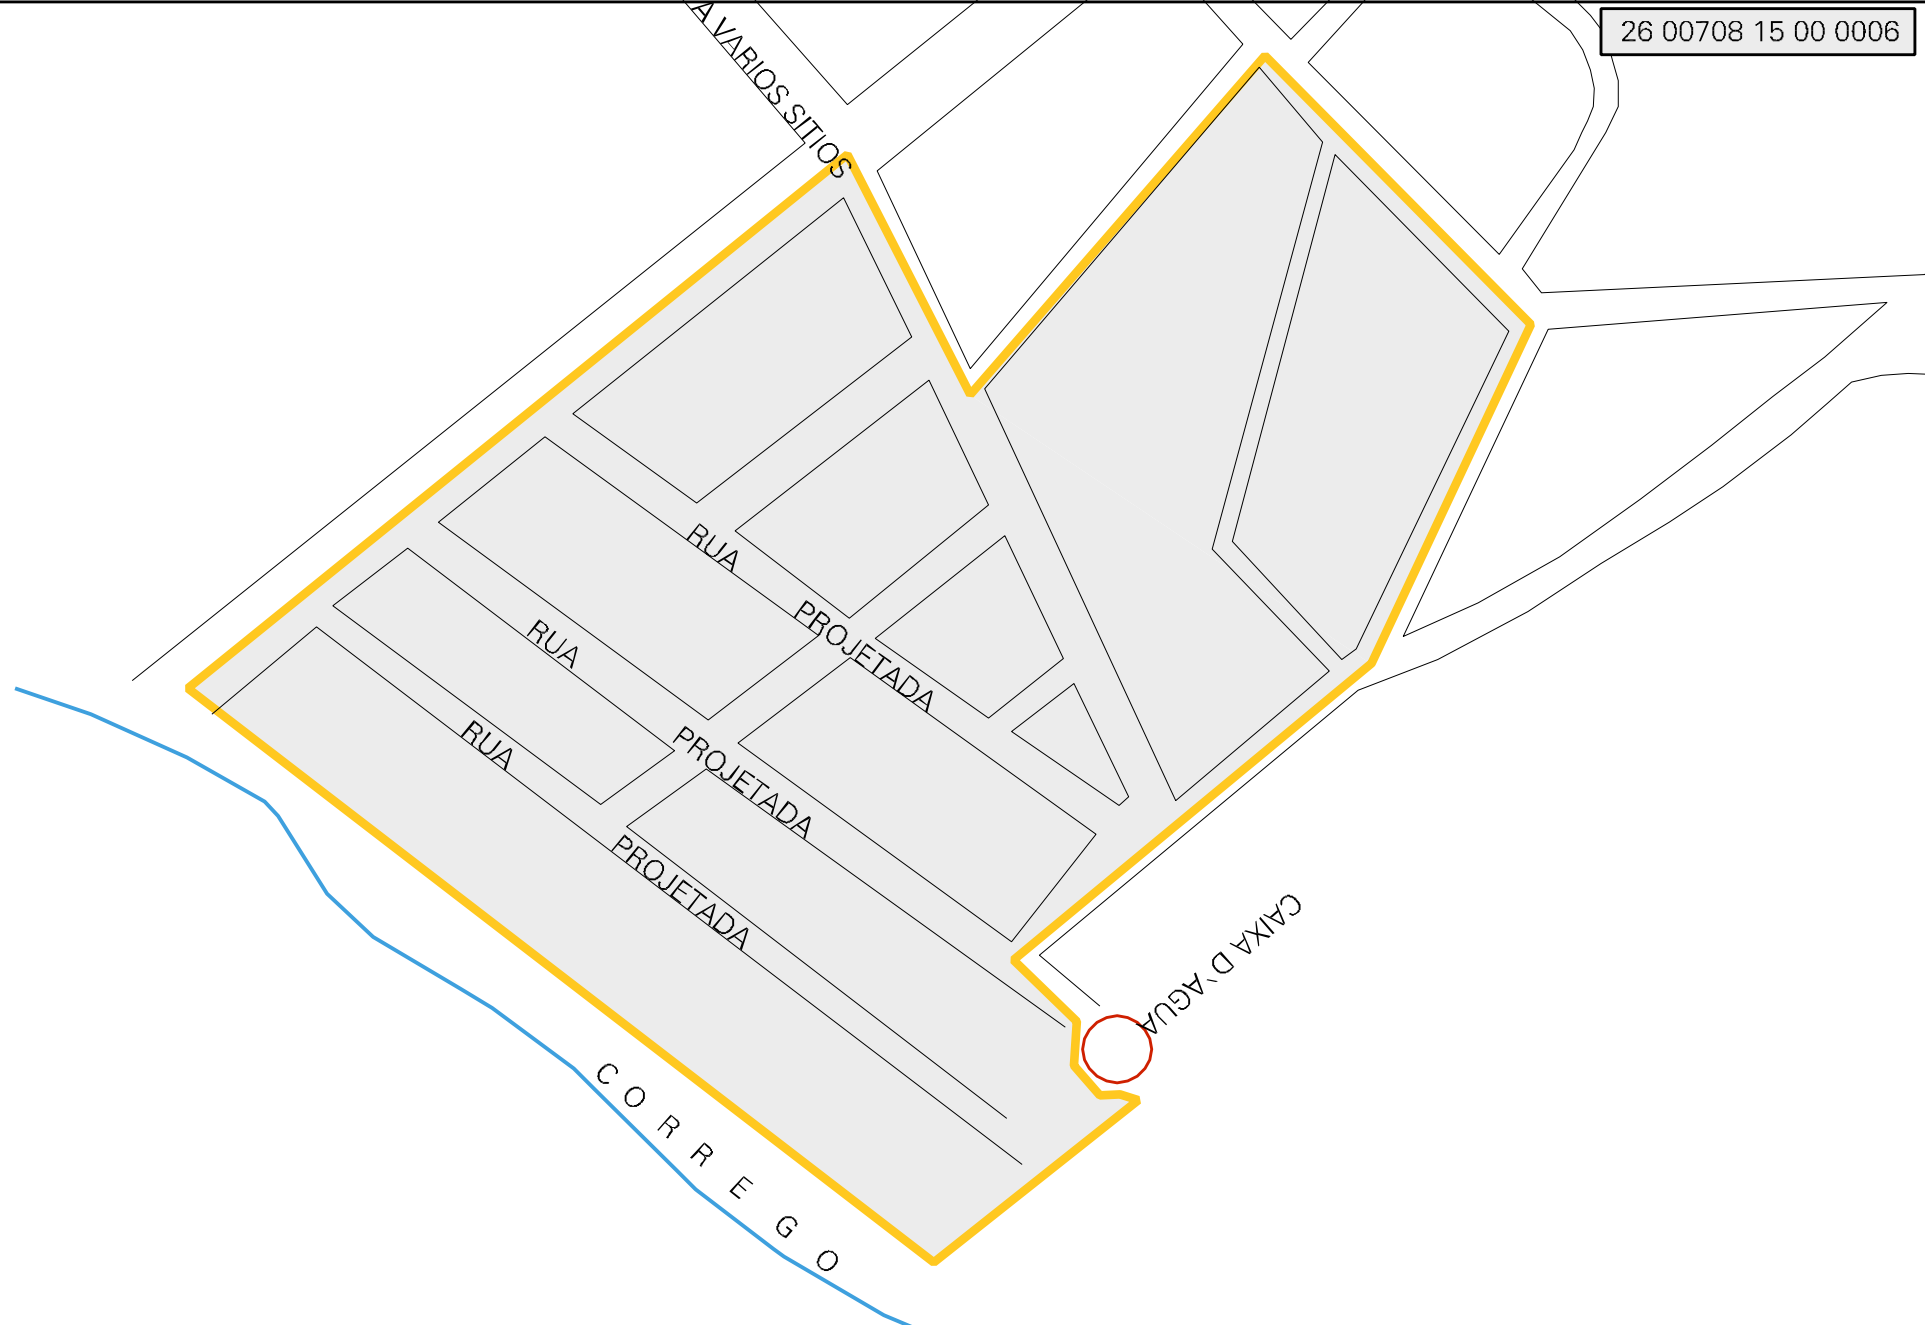 26 00708 15 00 0006
A VARIOS SITIOS
RUA PROJETADA
RUA PROJETADA
RUA PROJETADA
CAIXA D`AGUA
CORREGO